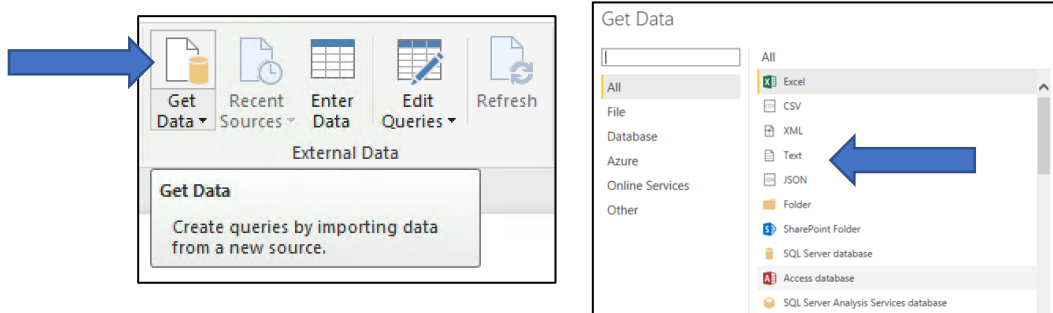 Get Data
Recent Sources
Enter Data
Edit Queries
Refresh
External Data
Get Data
Create queries by importing data
from a new source.
Get Data
All
File
Database
Azure
Online Services
Other
All
Excel
CSV
XML
Text
JSON
Folder
SharePoint Folder
SQL Server database
Access database
SQL Server Analysis Services database